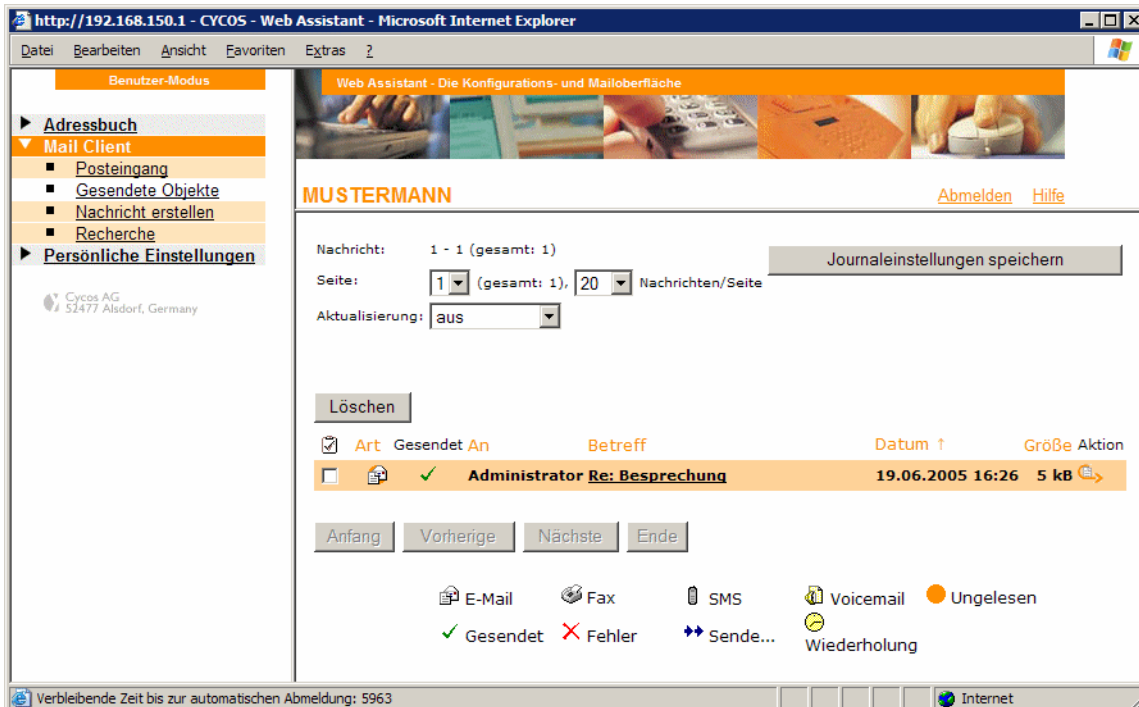 http://192.168.150.1 - CYCOS - Web Assistant - Microsoft Internet Explorer
Datei Bearbeiten Ansicht Favoriten Extras ?
Benutzer-Modus
Adressbuch
Mail Client
Posteingang
Gesendete Objekte
Nachricht erstellen
Recherche
Persönliche Einstellungen
Cycos AG
52477 Alsdorf, Germany
Web Assistant - Die Konfigurations- und Mailoberfläche
MUSTERMANN Abmelden Hilfe
Nachricht: 1 - 1 (gesamt: 1)
Journaleinstellungen speichern
Seite: 1 (gesamt: 1), 20 Nachrichten/Seite
Aktualisierung: aus
Löschen
Art Gesendet An Betreff Datum ↑ Größe Aktion
Administrator Re: Besprechung 19.06.2005 16:26 5 kB
Anfang Vorherige Nächste Ende
E-Mail Fax SMS Voicemail Ungelesen
Gesendet Fehler Sende... Wiederholung
Verbleibende Zeit bis zur automatischen Abmeldung: 5963 Internet